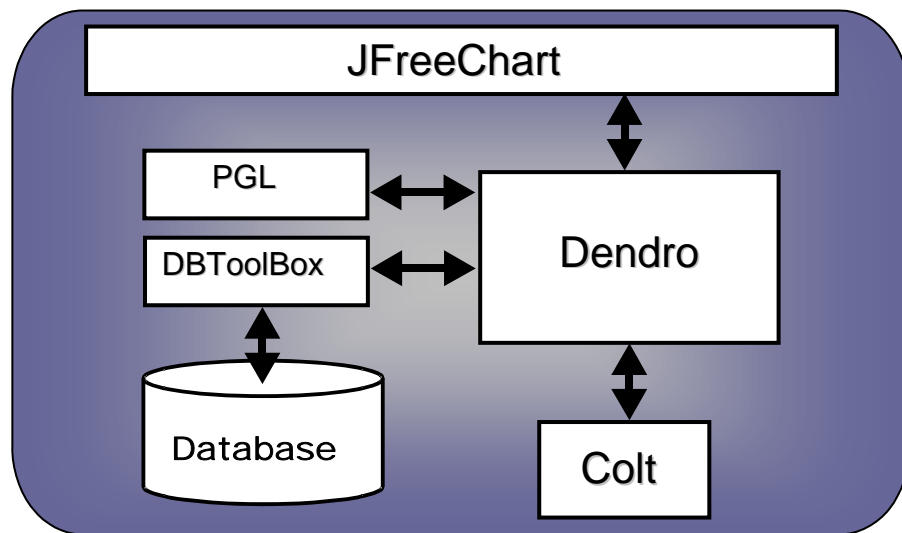 JFreeChart
PGL
DBToolBox
Dendro
Database
Colt